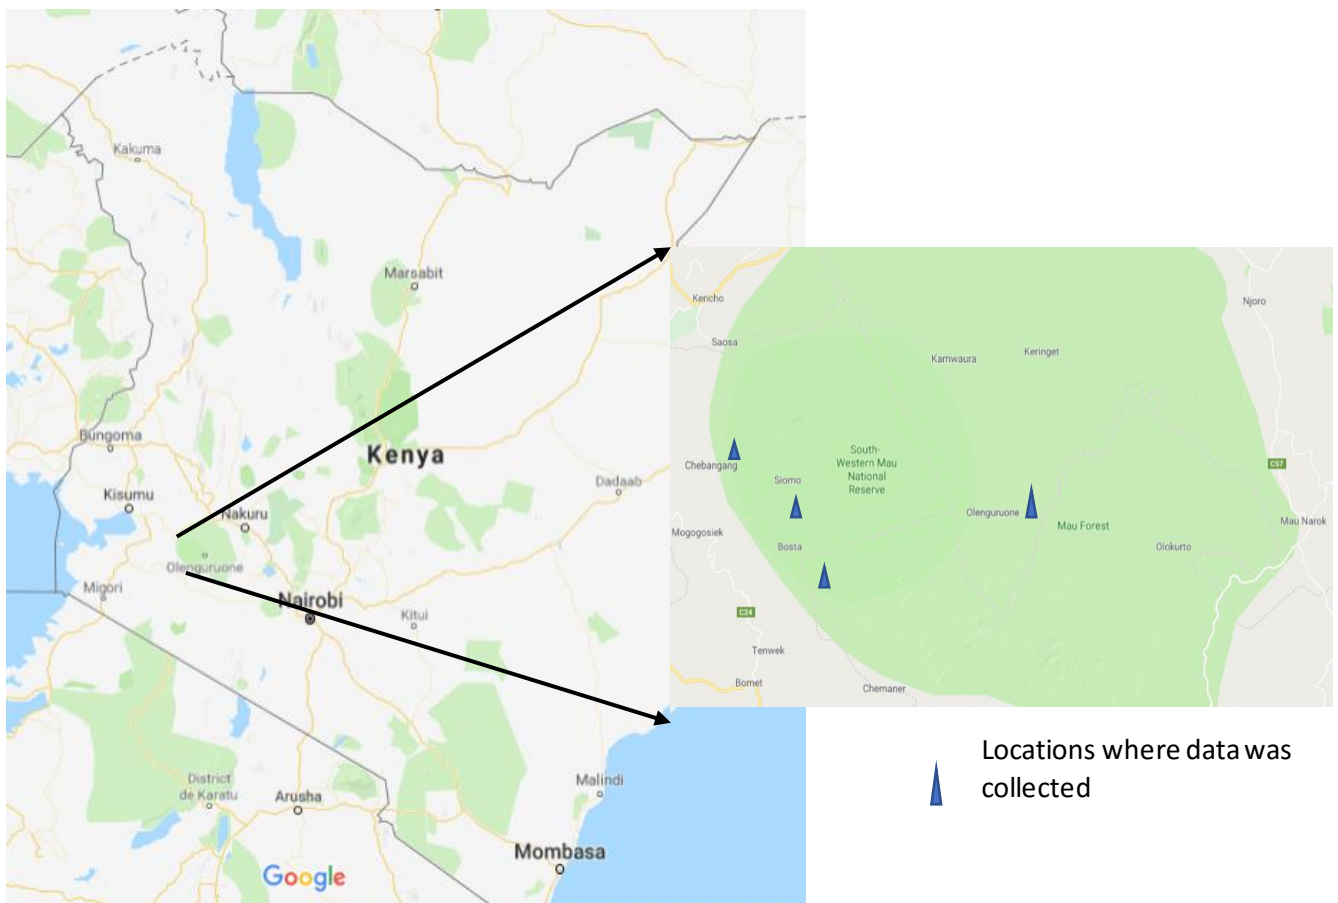 Kakuma
Marsabit
Kenya
Bungoma
Dadaab
Kisumu
Nakuru
Olenguruone
Migori
Nairobi
Kitui
District
de Karatu
Arusha
Malindi
Mombasa
Google
Kericho
Njoro
Saosa
Kamwaura
Keringet
Chebangang
South-
Western Mau
National
Reserve
C57
Siomo
Olenguruone
Mau Forest
Mau Narok
Mogogosiek
Bosta
Olokurto
C24
Tenwek
Bomet
Chemaner
Locations where data was
collected